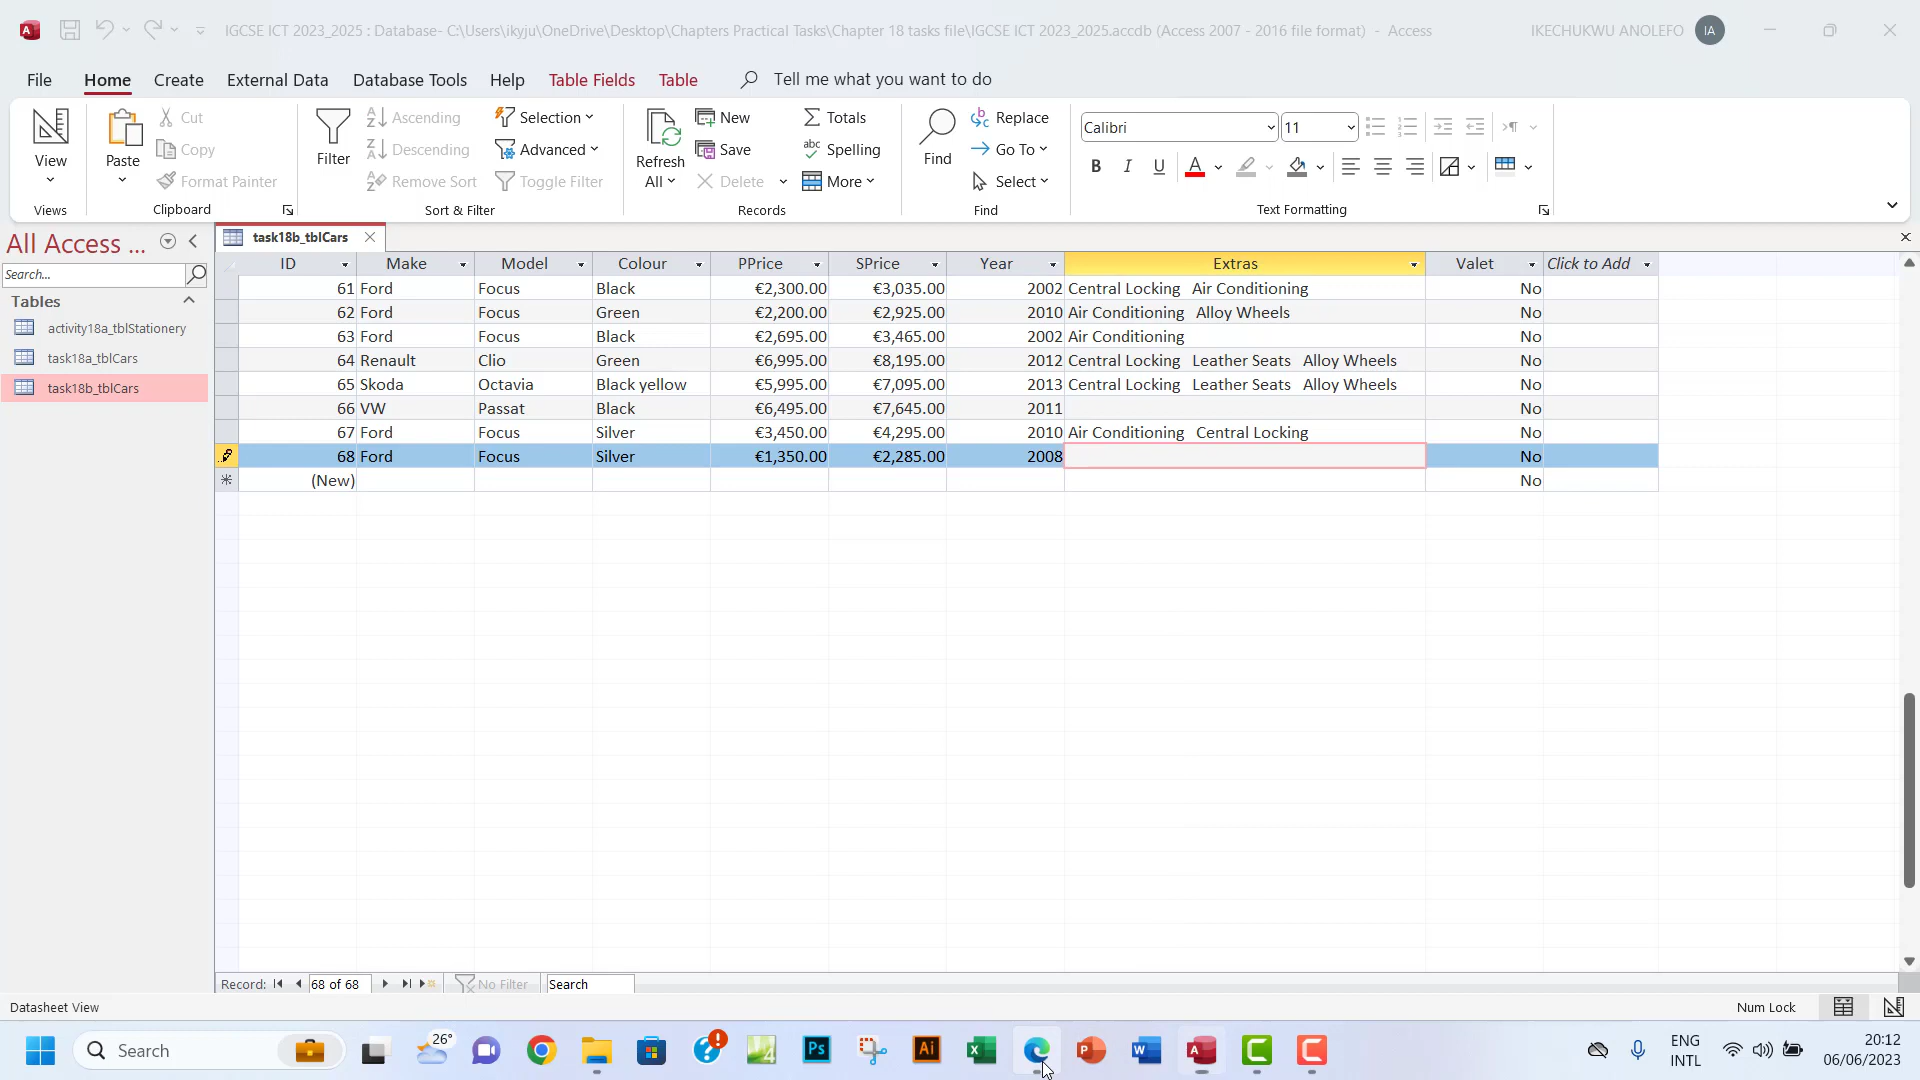 IGCSE ICT 2023_2025 : Database- C:\Users\ikyju\OneDrive\Desktop\Chapters Practical Tasks\Chapter 18 tasks file\IGCSE ICT 2023_2025.accdb (Access 2007 - 2016 file format) - Access IKECHUKWU ANOLEFO IA
File Home Create External Data Database Tools Help Table Fields Table Tell me what you want to do
View Paste Cut Copy Format Painter Filter Ascending Descending Remove Sort Selection Advanced Toggle Filter Refresh All New Save Delete Totals Spelling More Find Replace Go To Select Calibri 11 B I U A
Views Clipboard Sort & Filter Records Find Text Formatting
All Access ... task18b_tblCars
Search...
Tables
activity18a_tblStationery
task18a_tblCars
task18b_tblCars
ID Make Model Colour PPrice SPrice Year Extras Valet Click to Add
61 Ford Focus Black €2,300.00 €3,035.00 2002 Central Locking Air Conditioning No
62 Ford Focus Green €2,200.00 €2,925.00 2010 Air Conditioning Alloy Wheels No
63 Ford Focus Black €2,695.00 €3,465.00 2002 Air Conditioning No
64 Renault Clio Green €6,995.00 €8,195.00 2012 Central Locking Leather Seats Alloy Wheels No
65 Skoda Octavia Black yellow €5,995.00 €7,095.00 2013 Central Locking Leather Seats Alloy Wheels No
66 VW Passat Black €6,495.00 €7,645.00 2011 No
67 Ford Focus Silver €3,450.00 €4,295.00 2010 Air Conditioning Central Locking No
68 Ford Focus Silver €1,350.00 €2,285.00 2008 No
(New) No
Record: 68 of 68 No Filter Search
Datasheet View Num Lock
Search 26° Ps Ai ENG INTL 20:12
06/06/2023